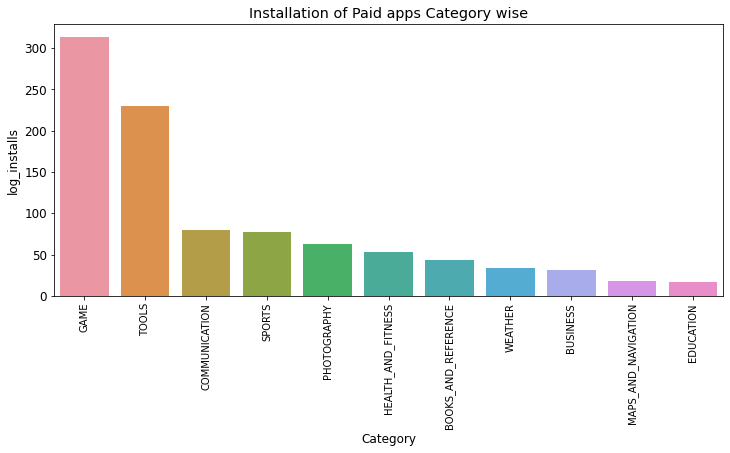 Installation of Paid apps Category wise
log_installs
300
250
200
150
100
50
0
GAME
TOOLS
COMMUNICATION
SPORTS
PHOTOGRAPHY
HEALTH_AND_FITNESS
BOOKS_AND_REFERENCE
WEATHER
BUSINESS
MAPS_AND_NAVIGATION
EDUCATION
Category